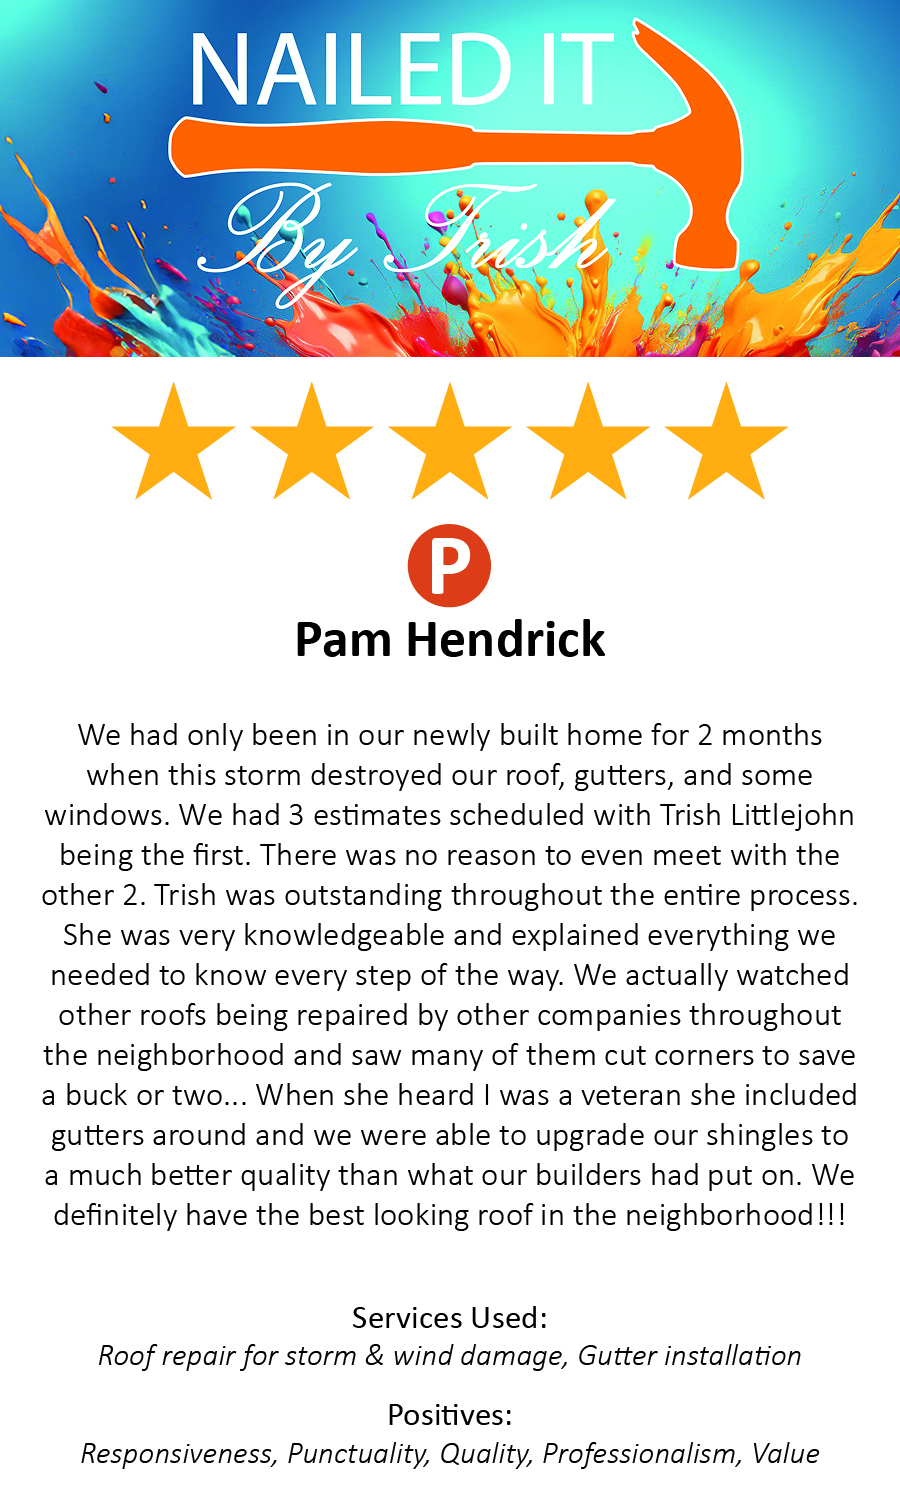 NAILED IT
By Trish
P
Pam Hendrick
We had only been in our newly built home for 2 months
when this storm destroyed our roof, gutters, and some
windows. We had 3 estimates scheduled with Trish Littlejohn
being the first. There was no reason to even meet with the
other 2. Trish was outstanding throughout the entire process.
She was very knowledgeable and explained everything we
needed to know every step of the way. We actually watched
other roofs being repaired by other companies throughout
the neighborhood and saw many of them cut corners to save
a buck or two... When she heard I was a veteran she included
gutters around and we were able to upgrade our shingles to
a much better quality than what our builders had put on. We
definitely have the best looking roof in the neighborhood!!!
Services Used:
Roof repair for storm & wind damage, Gutter installation
Positives:
Responsiveness, Punctuality, Quality, Professionalism, Value